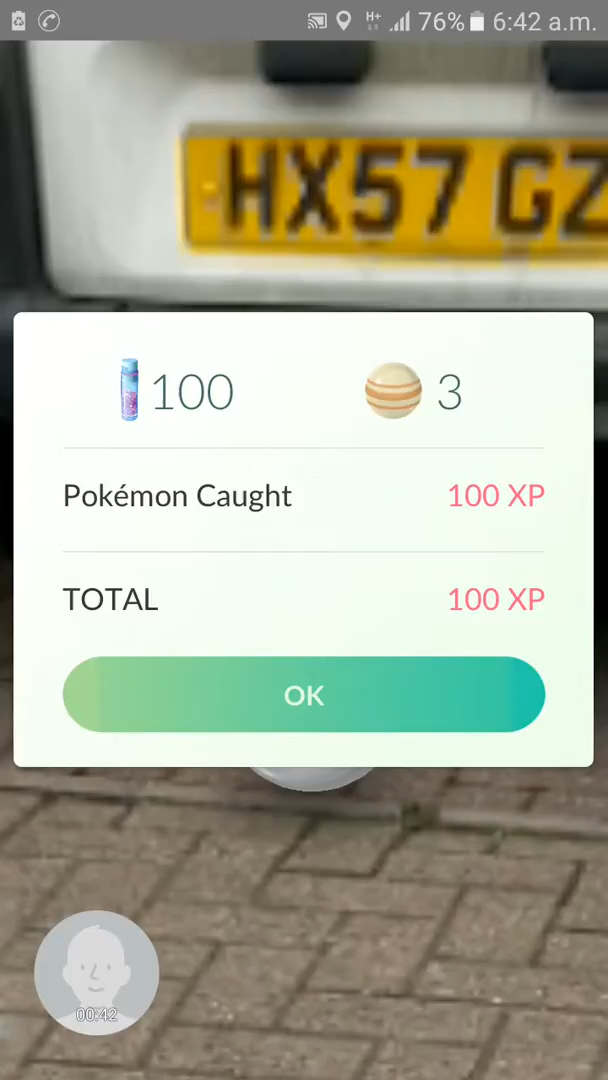 H+ 76% 6:42 a.m.
HX57 GZ
100 3
Pokémon Caught 100 XP
TOTAL 100 XP
OK
00:42